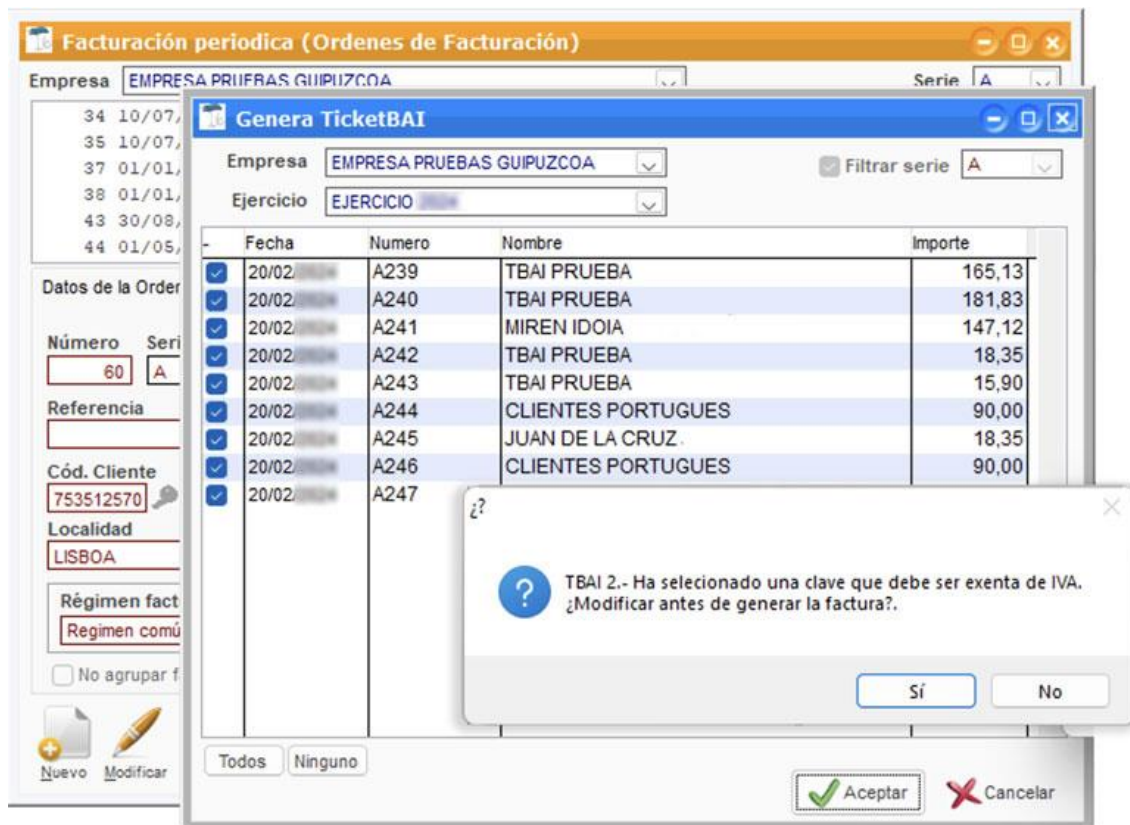 Facturación periodica (Ordenes de Facturación)
Empresa EMPRESA PRUEBAS GUIPUZCOA Serie A
34 10/07/
35 10/07/
37 01/01/
38 01/01/
43 30/08/
44 01/05/
Datos de la Orden
Número Seri
60 A
Referencia
Cód. Cliente
753512570
Localidad
LISBOA
Régimen fact
Regimen comú
No agrupar f
Nuevo Modificar
Genera TicketBAI
Empresa EMPRESA PRUEBAS GUIPUZCOA Filtrar serie A
Ejercicio EJERCICIO
- Fecha Numero Nombre Importe
20/02/ A239 TBAI PRUEBA 165,13
20/02/ A240 TBAI PRUEBA 181,83
20/02/ A241 MIREN IDOIA 147,12
20/02/ A242 TBAI PRUEBA 18,35
20/02/ A243 TBAI PRUEBA 15,90
20/02/ A244 CLIENTES PORTUGUES 90,00
20/02/ A245 JUAN DE LA CRUZ. 18,35
20/02/ A246 CLIENTES PORTUGUES 90,00
20/02/ A247
¿?
TBAI 2.- Ha selecionado una clave que debe ser exenta de IVA.
¿Modificar antes de generar la factura?.
Sí No
Todos Ninguno
Aceptar Cancelar